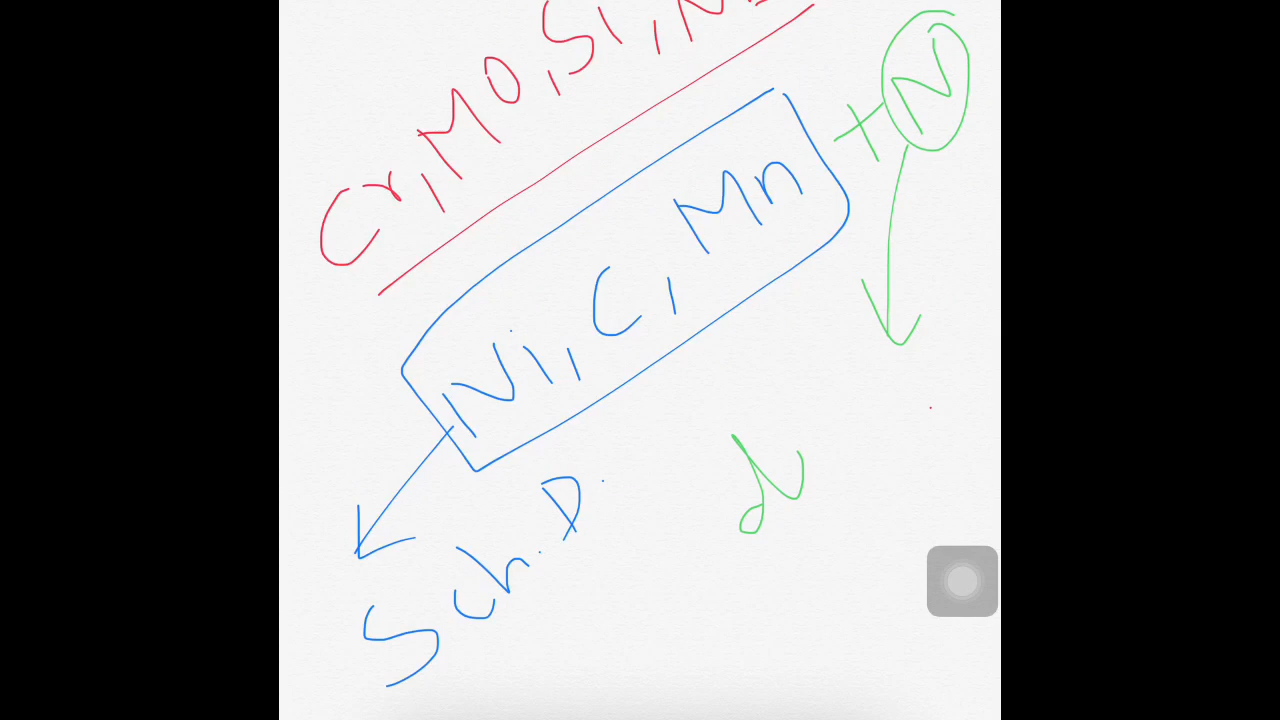 Cr, Mo, Si, N
Ni, C, Mn
+ N
Sch. D.